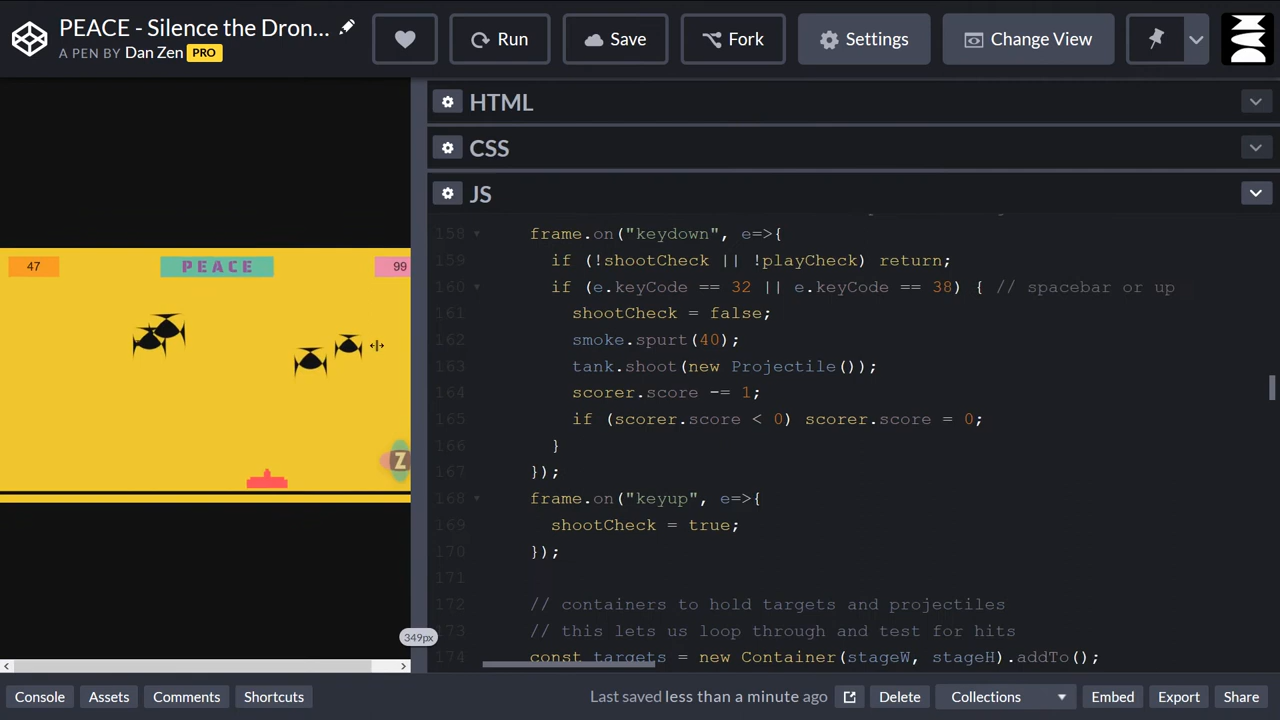 PEACE - Silence the Dron...
A PEN BY Dan Zen PRO
Run
Save
Fork
Settings
Change View
HTML
CSS
JS
47
PEACE
99
Z
349px
158 frame.on("keydown", e=>{
159 if (!shootCheck || !playCheck) return;
160 if (e.keyCode == 32 || e.keyCode == 38) { // spacebar or up
161 shootCheck = false;
162 smoke.spurt(40);
163 tank.shoot(new Projectile());
164 scorer.score -= 1;
165 if (scorer.score < 0) scorer.score = 0;
166 }
167 });
168 frame.on("keyup", e=>{
169 shootCheck = true;
170 });
171
172 // containers to hold targets and projectiles
173 // this lets us loop through and test for hits
174 const targets = new Container(stageW, stageH).addTo();
Console
Assets
Comments
Shortcuts
Last saved less than a minute ago
Delete
Collections
Embed
Export
Share